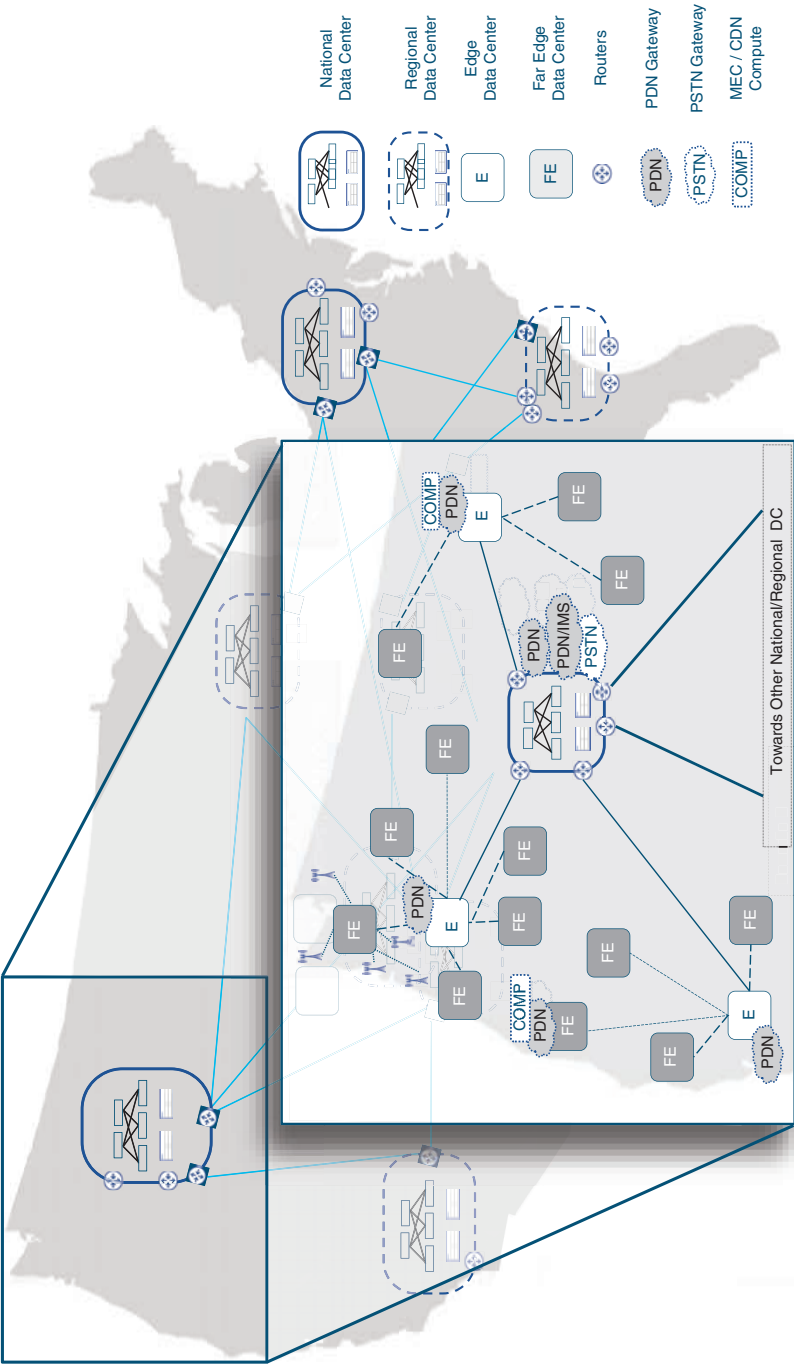 FE
FE
FE
PDN
COMP
E
FE
PDN
FE
E
COMP
FE
FE
PDN
PDN
PDN/IMS
FE
FE
PSTN
FE
FE
FE
E
FE
PDN
Towards Other National/Regional DC
National
Data Center
Regional
Data Center
E
Edge
Data Center
FE
Far Edge
Data Center
Routers
PDN
PDN Gateway
PSTN
PSTN Gateway
COMP
MEC / CDN
Compute